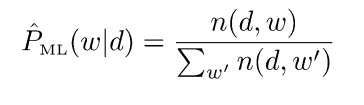 $\hat{P}_{\text{ML}}(w|d) = \frac{n(d, w)}{\sum_{w'} n(d, w')}$